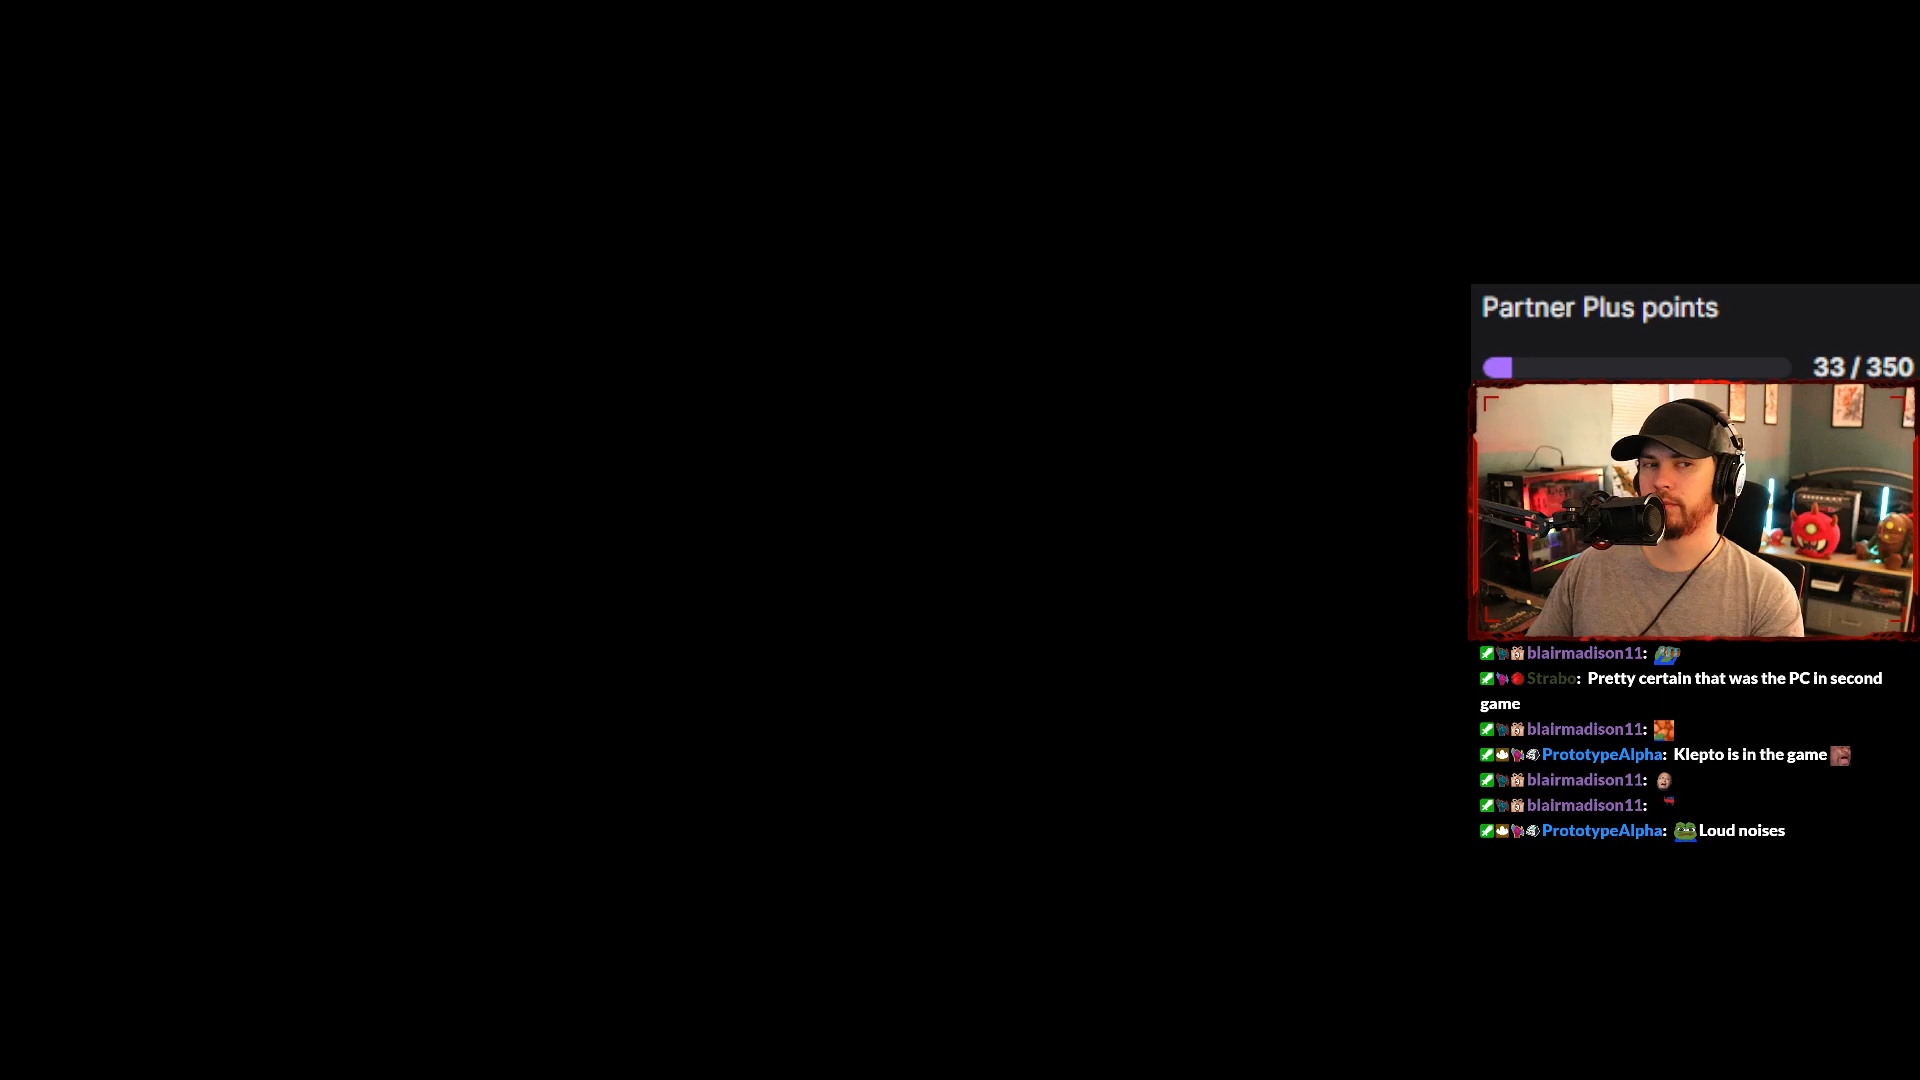 Partner Plus points
33 / 350
blairmadison11:
Strabo: Pretty certain that was the PC in second
game
blairmadison11:
PrototypeAlpha: Klepto is in the game
blairmadison11:
blairmadison11:
PrototypeAlpha: Loud noises